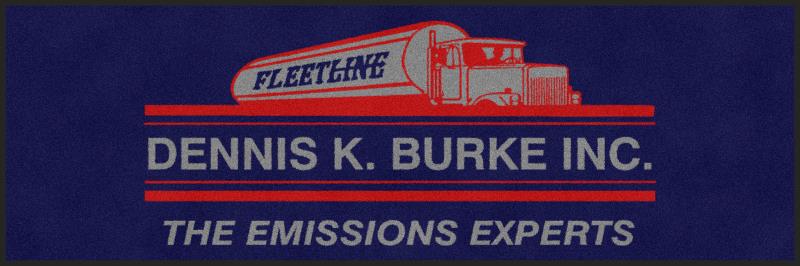 FLEETLINE
DENNIS K. BURKE INC.
THE EMISSIONS EXPERTS